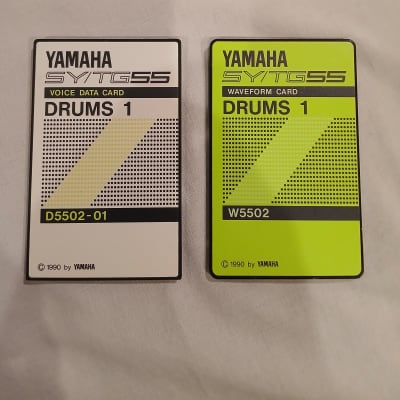 YAMAHA
SY/TG55
VOICE DATA CARD
DRUMS 1
D5502-01
© 1990 by YAMAHA
YAMAHA
SY/TG55
WAVEFORM CARD
DRUMS 1
W5502
© 1990 by YAMAHA